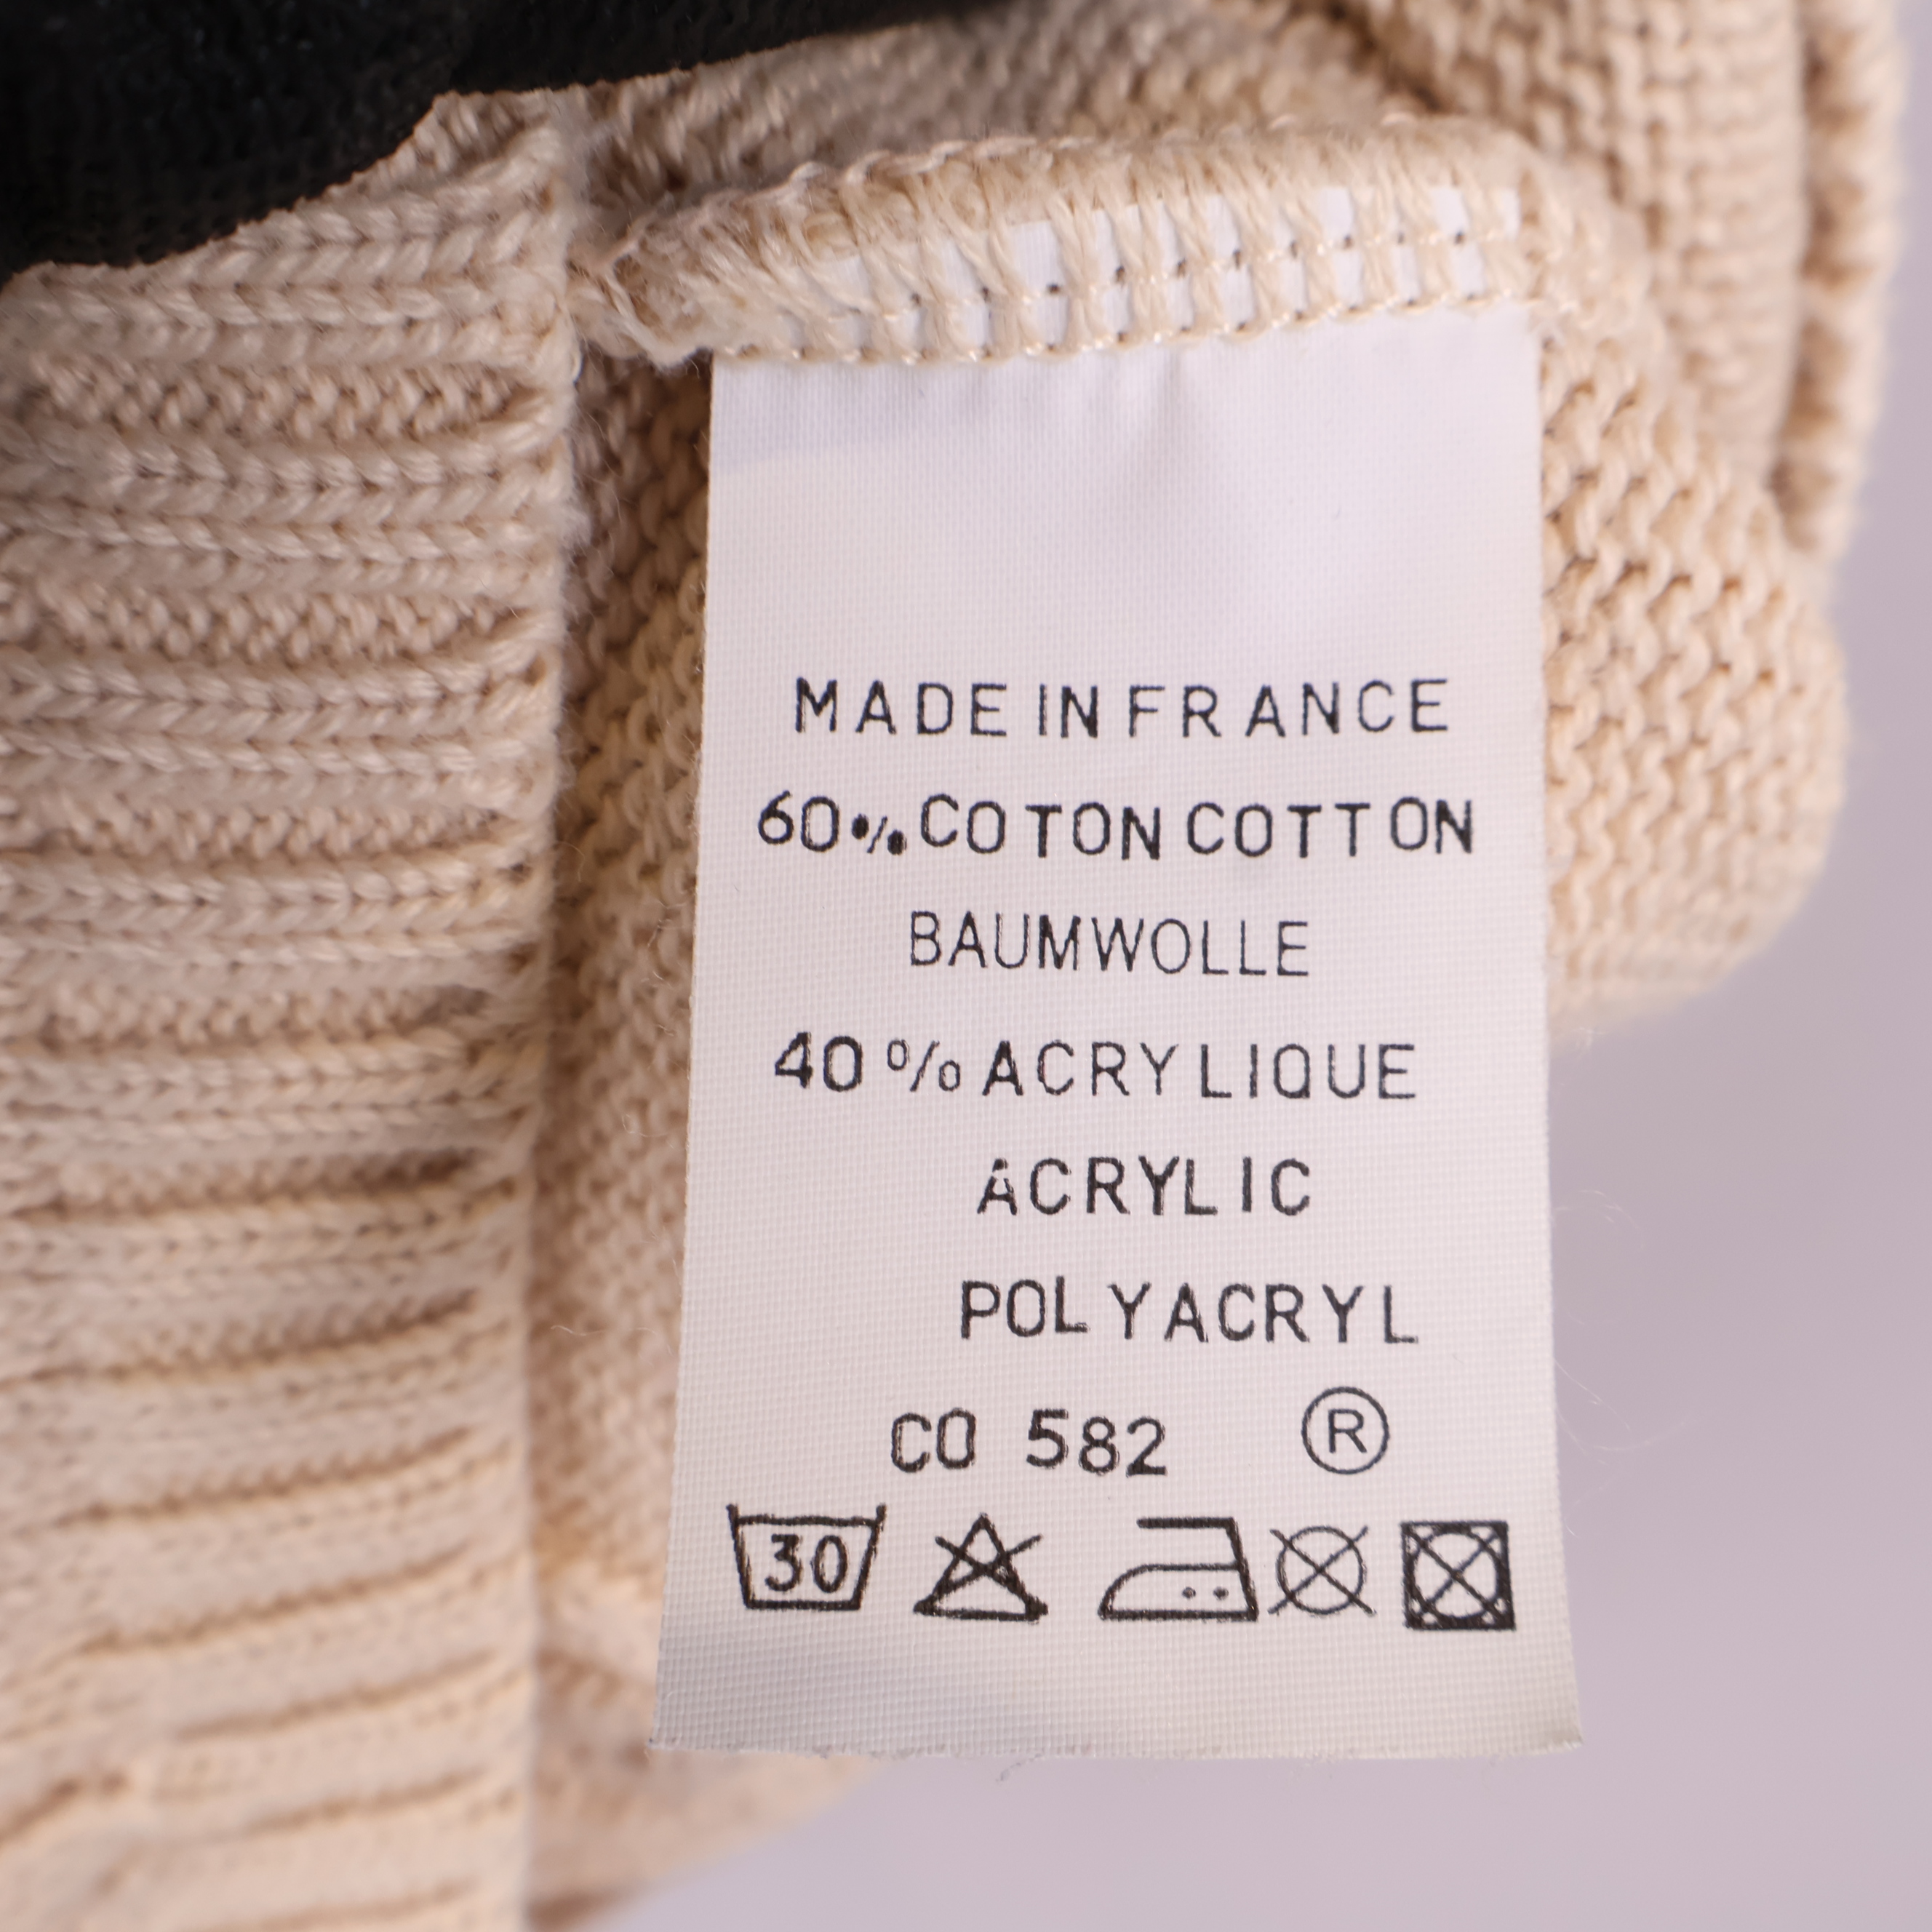 MADE IN FRANCE
60% COTON COTTON
BAUMWOLLE
40% ACRYLIQUE
ACRYLIC
POLYACRYL
CO 582 ®
30